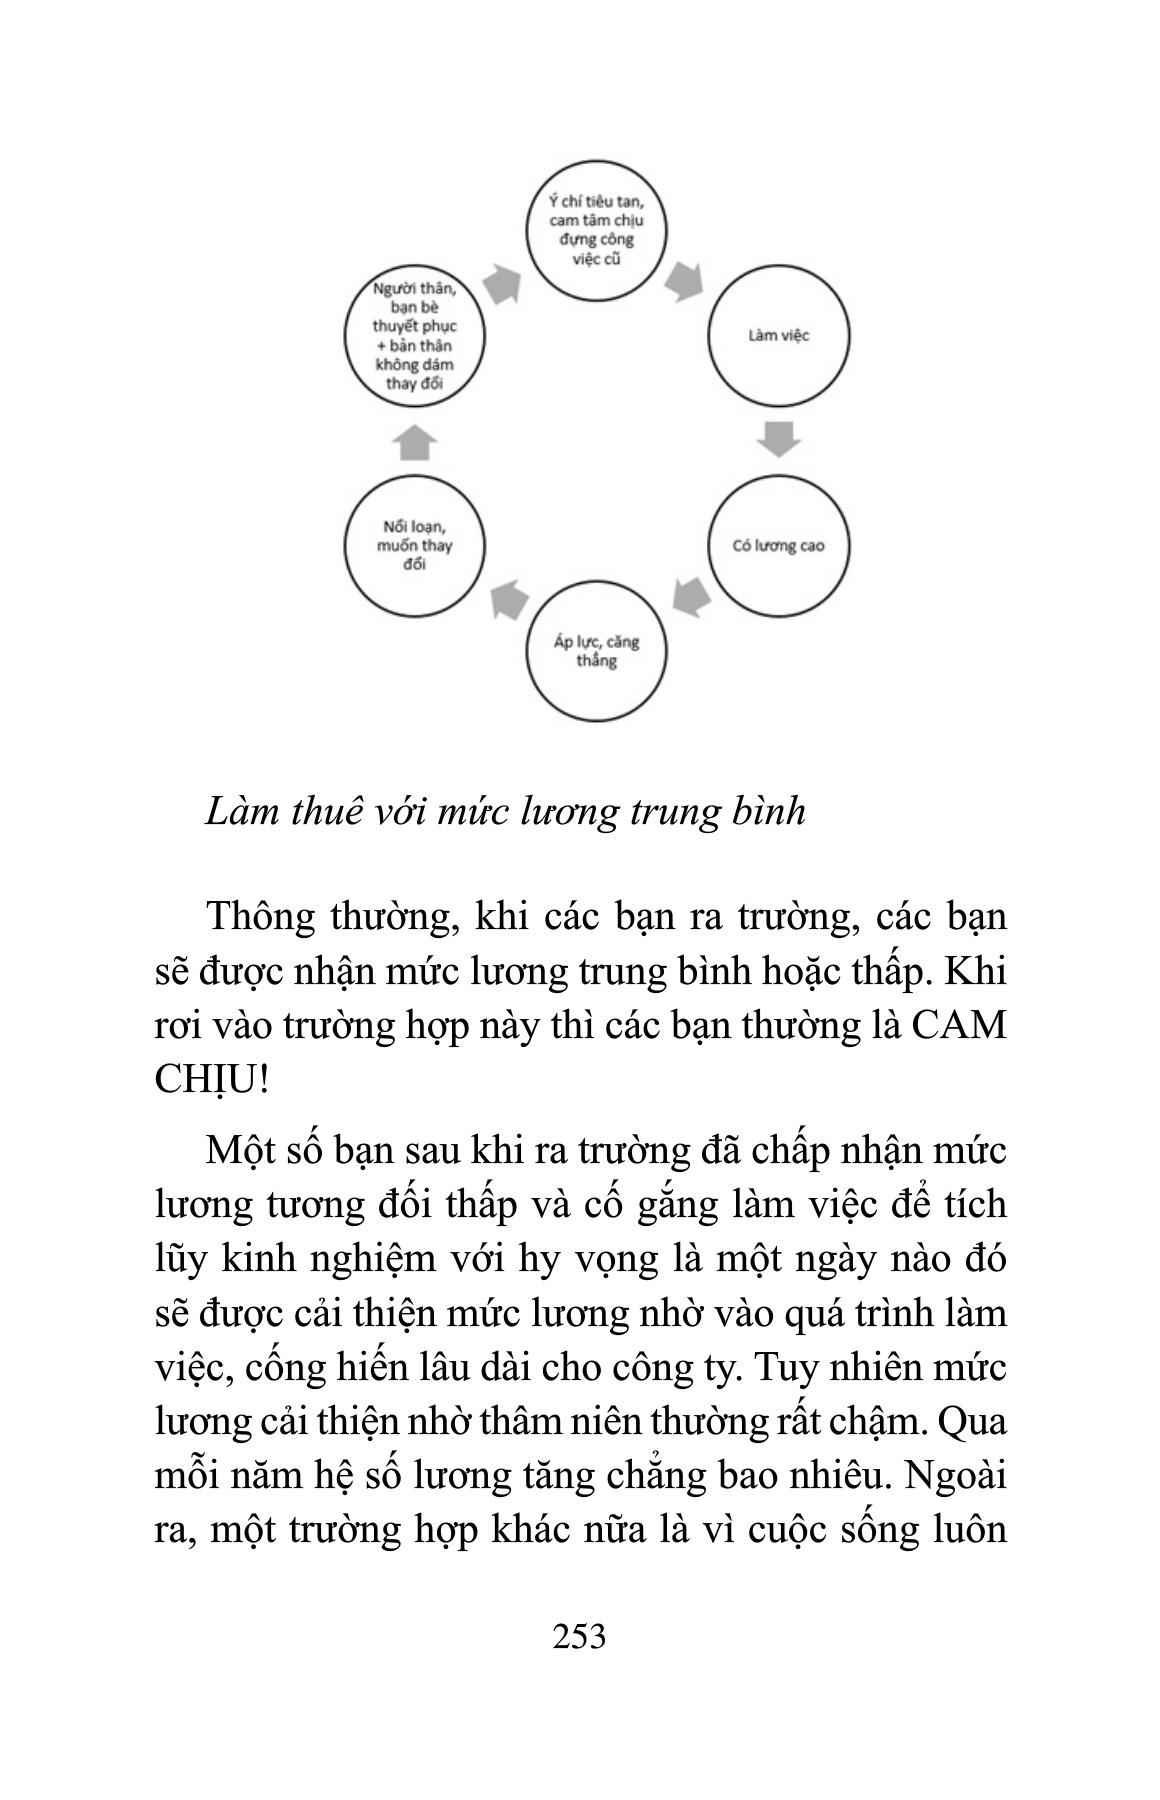 Ý chí tiêu tan,
cam tâm chịu
đựng công
việc cũ
Làm việc
Có lương cao
Áp lực, căng
thẳng
Nổi loạn,
muốn thay
đổi
Người thân,
bạn bè
thuyết phục
+ bản thân
không dám
thay đổi
Làm thuê với mức lương trung bình
Thông thường, khi các bạn ra trường, các bạn
sẽ được nhận mức lương trung bình hoặc thấp. Khi
rơi vào trường hợp này thì các bạn thường là CAM
CHỊU!
Một số bạn sau khi ra trường đã chấp nhận mức
lương tương đối thấp và cố gắng làm việc để tích
lũy kinh nghiệm với hy vọng là một ngày nào đó
sẽ được cải thiện mức lương nhờ vào quá trình làm
việc, cống hiến lâu dài cho công ty. Tuy nhiên mức
lương cải thiện nhờ thâm niên thường rất chậm. Qua
mỗi năm hệ số lương tăng chẳng bao nhiêu. Ngoài
ra, một trường hợp khác nữa là vì cuộc sống luôn
253